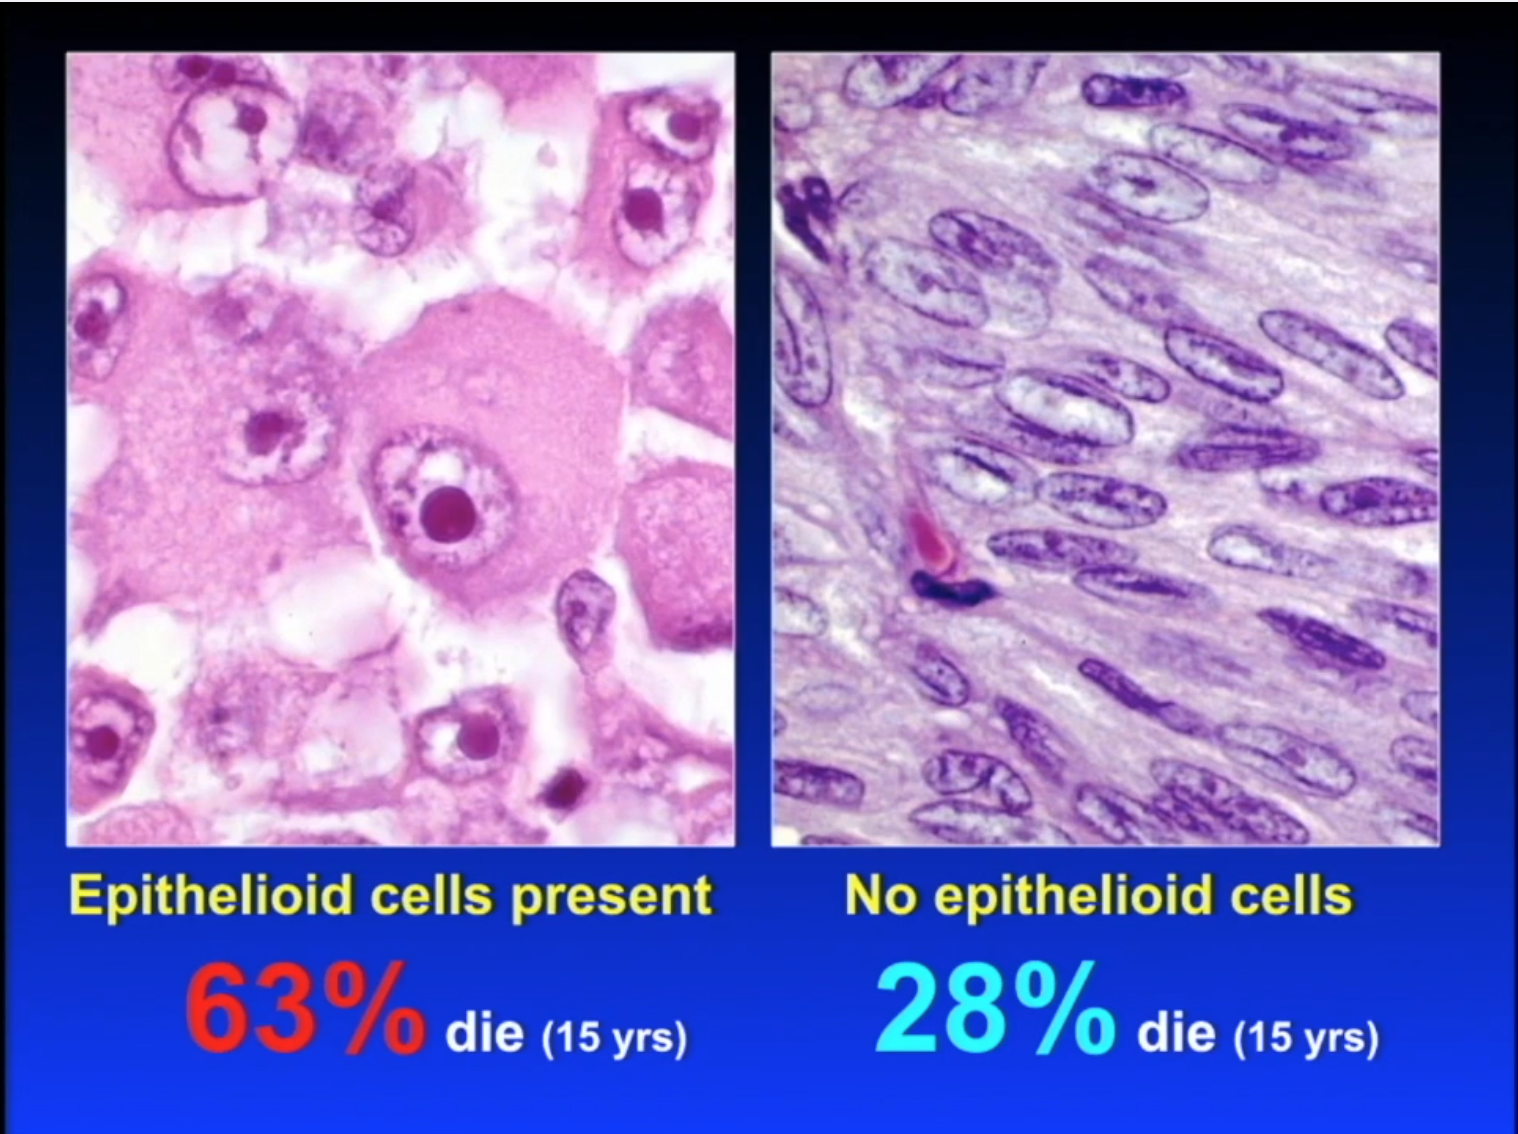 Epithelioid cells present
63% die (15 yrs)
No epithelioid cells
28% die (15 yrs)